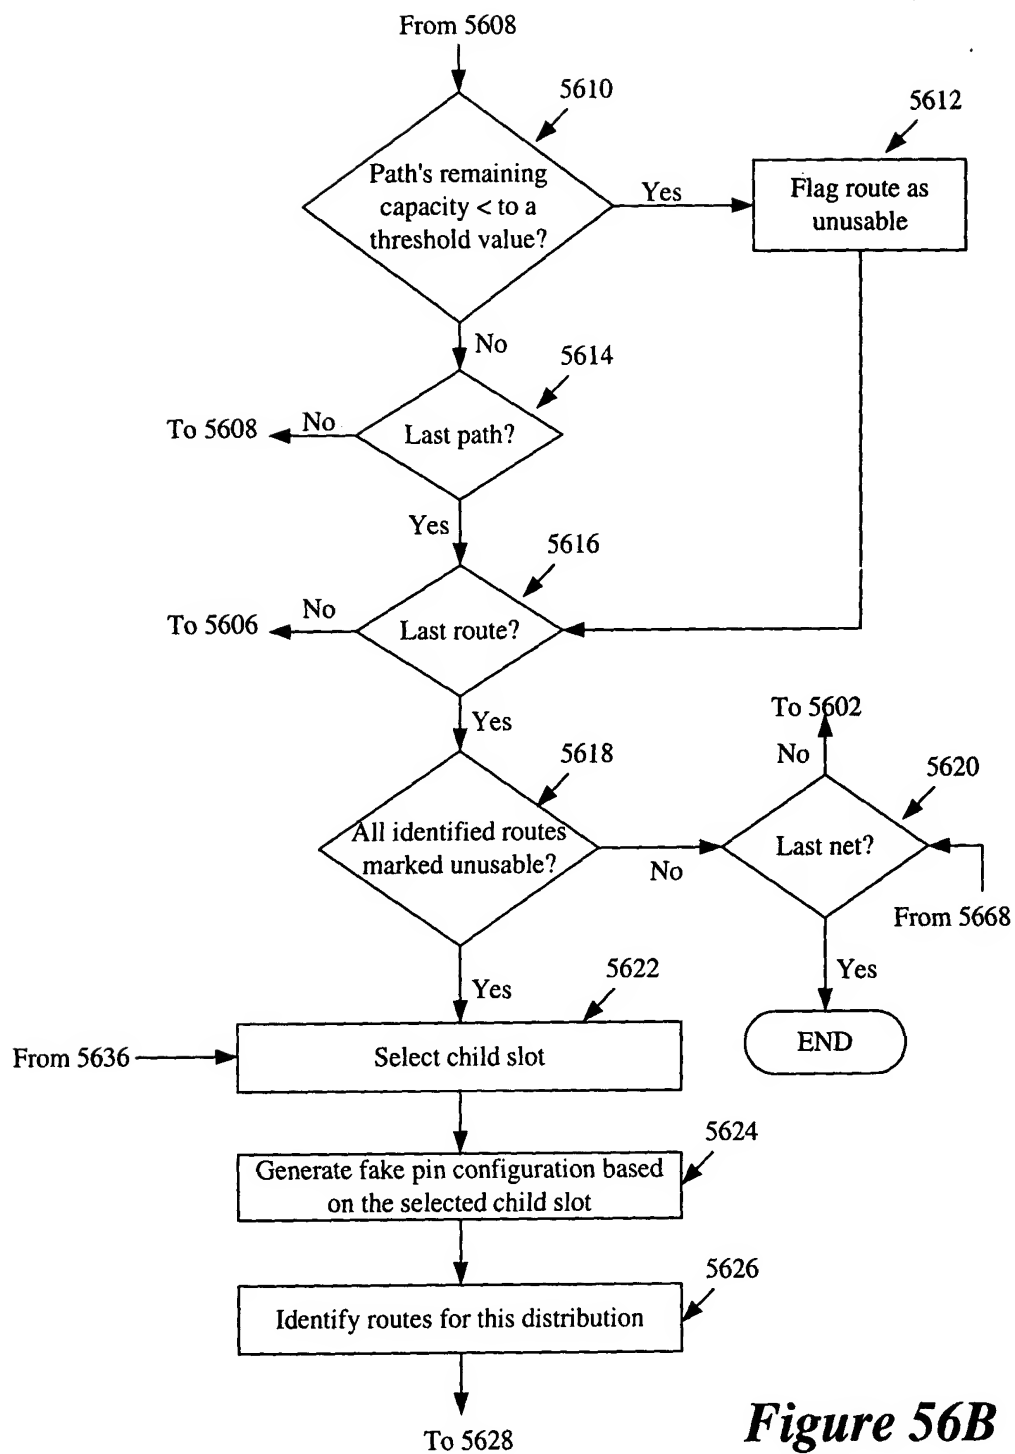 From 5608
5610
5612
Path's remaining
capacity < to a
threshold value?
Yes
Flag route as
unusable
No
5614
To 5608
No
Last path?
Yes
5616
To 5606
No
Last route?
Yes
To 5602
No
5618
5620
All identified routes
marked unusable?
No
Last net?
From 5668
Yes
Yes
5622
From 5636
Select child slot
END
5624
Generate fake pin configuration based
on the selected child slot
5626
Identify routes for this distribution
To 5628
Figure 56B